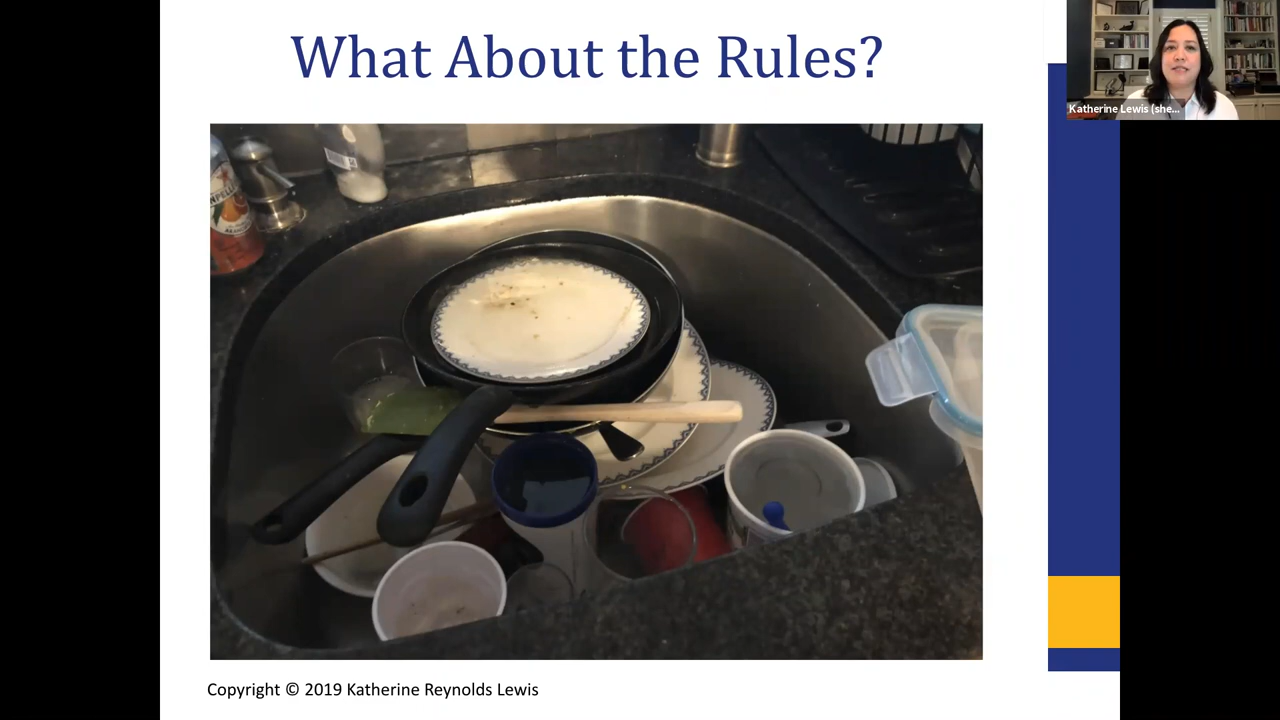 What About the Rules?
Katherine Lewis (she...
Copyright © 2019 Katherine Reynolds Lewis